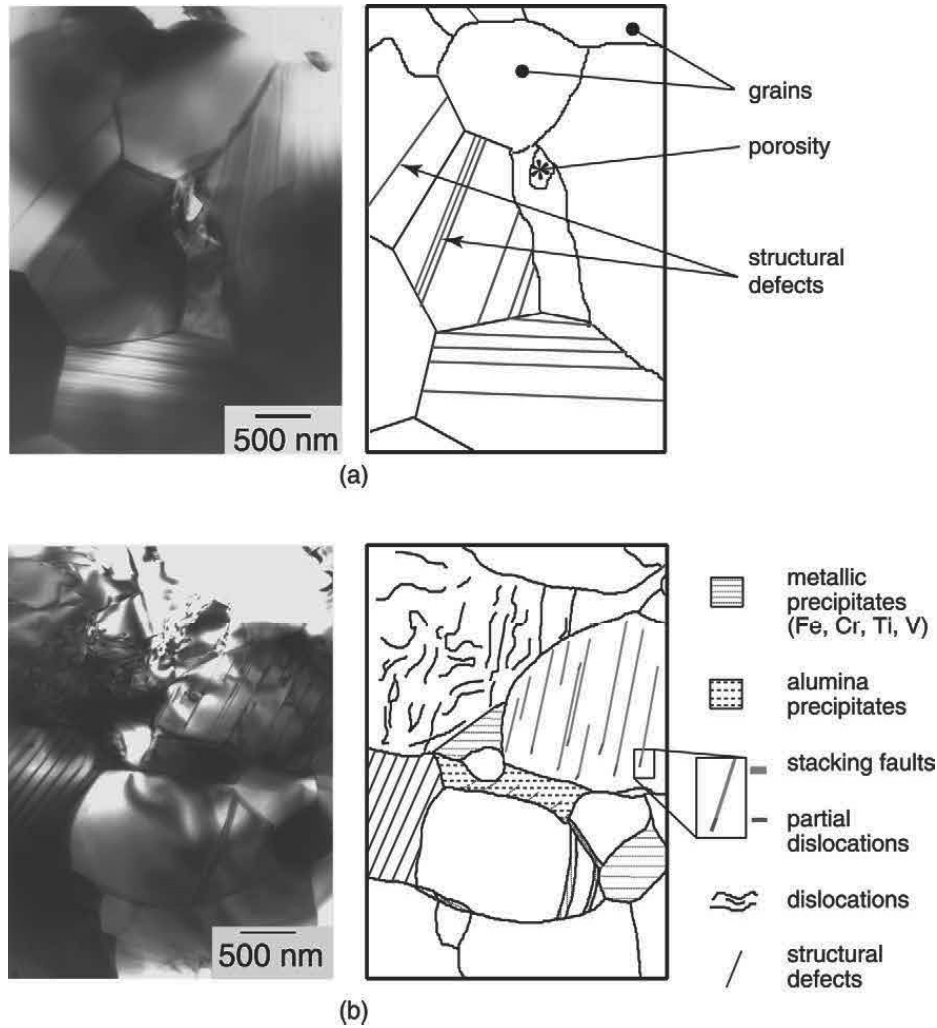 grains
porosity
structural
defects
500 nm
(a)
metallic
precipitates
(Fe, Cr, Ti, V)
alumina
precipitates
stacking faults
partial
dislocations
dislocations
structural
defects
500 nm
(b)